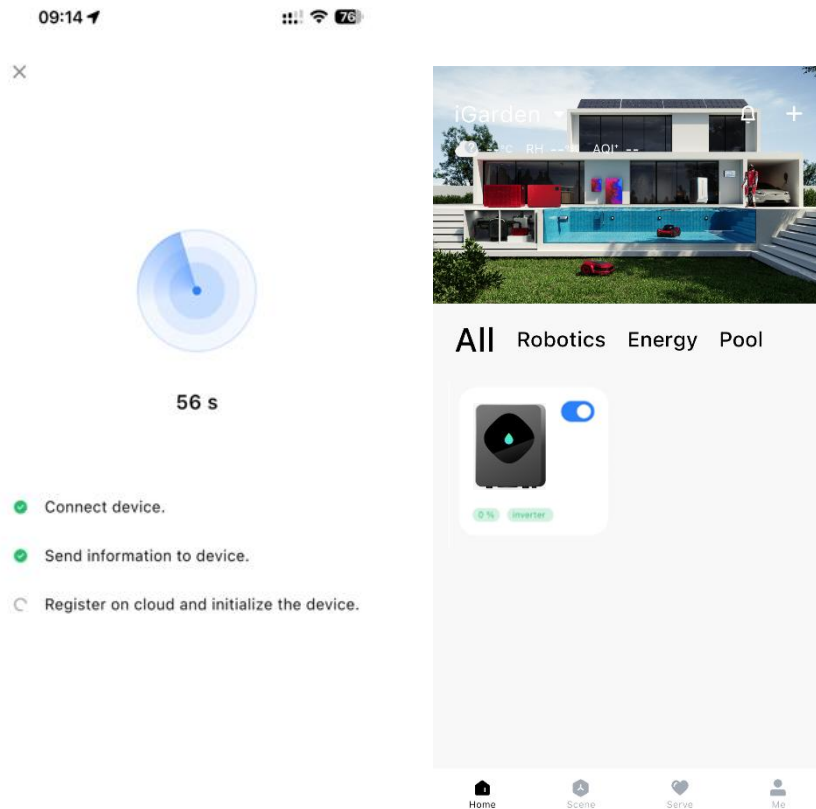 09:14
76
56 s
Connect device.
Send information to device.
Register on cloud and initialize the device.
iGarden
--°C RH -- AQI* --
All Robotics Energy Pool
0 % inverter
Home Scene Serve Me